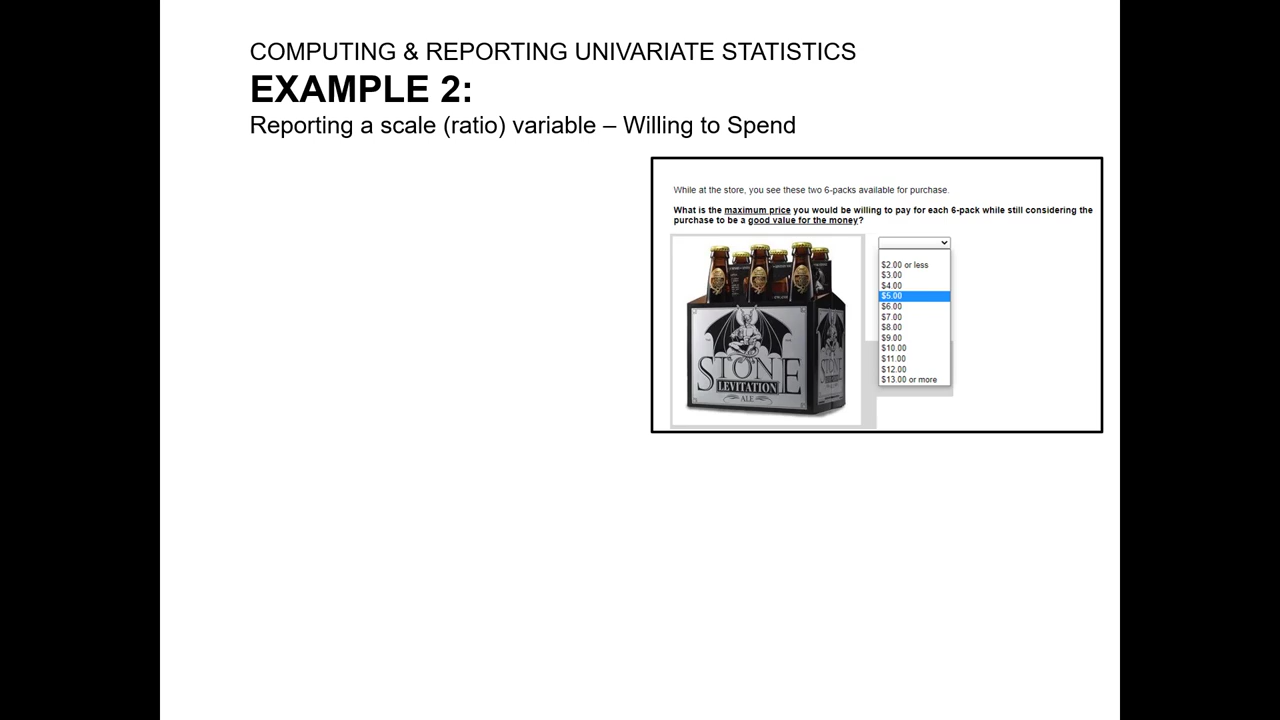 COMPUTING & REPORTING UNIVARIATE STATISTICS
EXAMPLE 2:
Reporting a scale (ratio) variable – Willing to Spend
While at the store, you see these two 6-packs available for purchase.
What is the maximum price you would be willing to pay for each 6-pack while still considering the
purchase to be a good value for the money?
$2.00 or less
$3.00
$4.00
$5.00
$6.00
$7.00
$8.00
$9.00
$10.00
$11.00
$12.00
$13.00 or more
STONE
LEVITATION
ALE